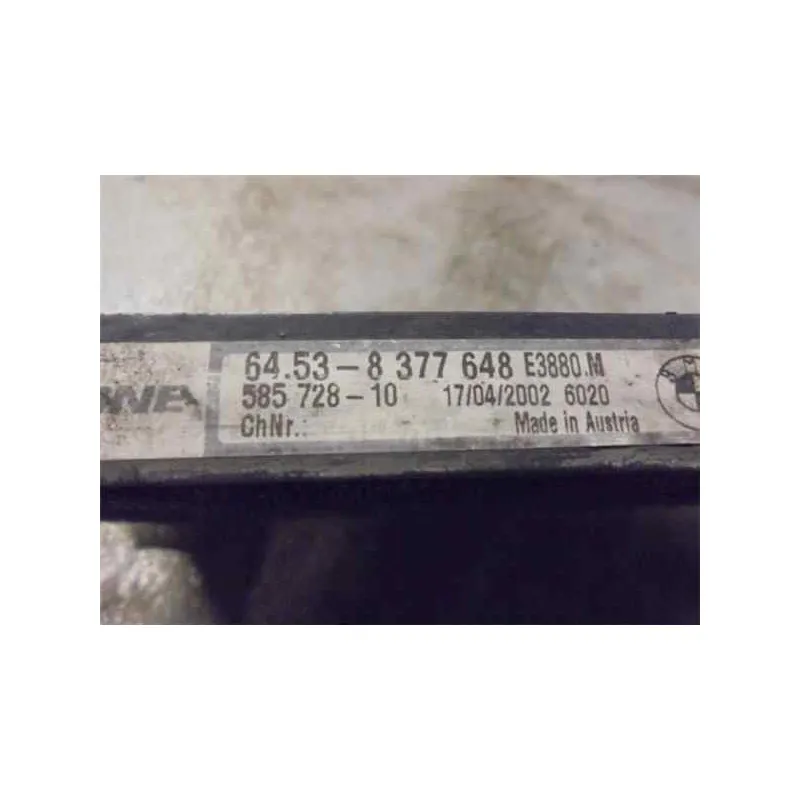 64.53-8 377 648 E3880.M
585 728-10 17/04/2002 6020
ChNr.: Made in Austria